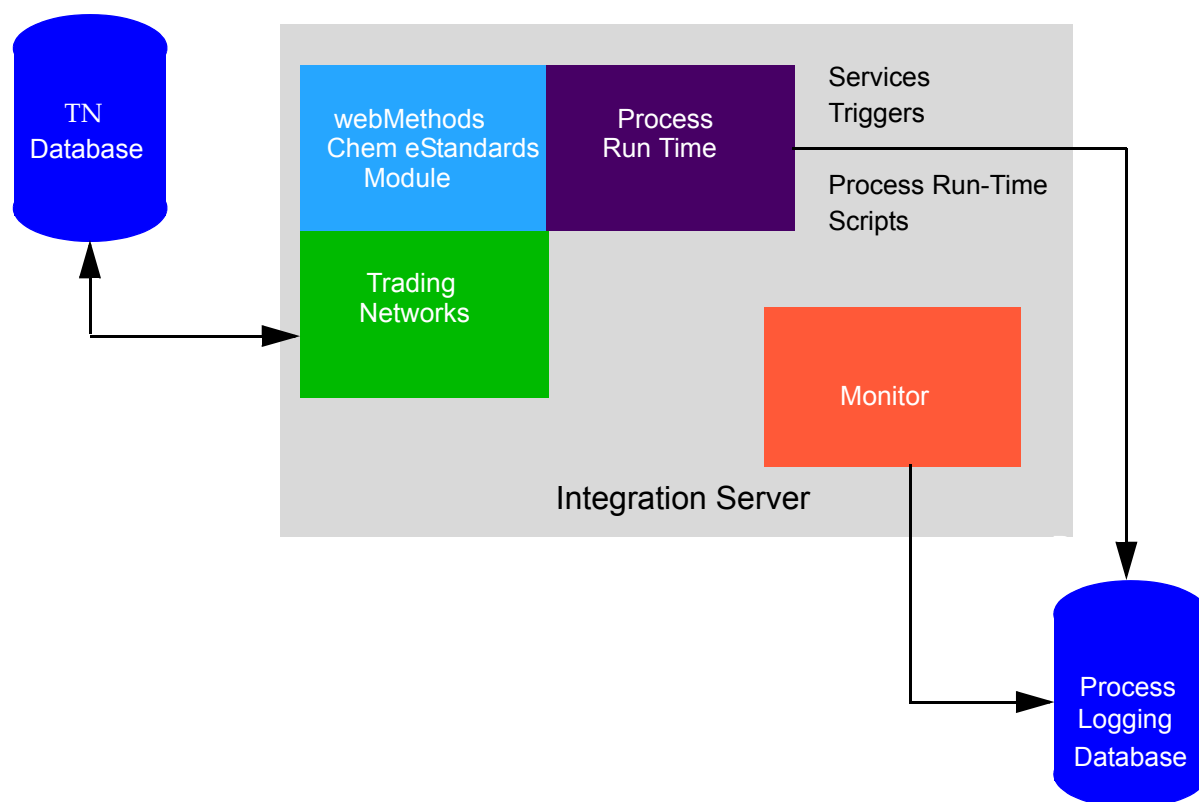 TN
Database
webMethods
Chem eStandards
Module
Process
Run Time
Services
Triggers
Process Run-Time
Scripts
Trading
Networks
Monitor
Integration Server
Process
Logging
Database